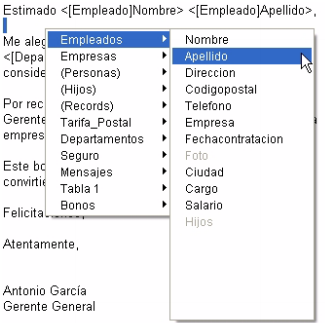 Estimado <[Empleado]Nombre> <[Empleado]Apellido>,
Me aleg
<[Depa
conside
Por rec
Gerente
empres
Este bo
convirtie
Felicitaciones,
Atentamente,
Antonio García
Gerente General
Empleados
Empresas
(Personas)
(Hijos)
(Records)
Tarifa_Postal
Departamentos
Seguro
Mensajes
Tabla 1
Bonos
Nombre
Apellido
Direccion
Codigopostal
Telefono
Empresa
Fechacontratacion
Foto
Ciudad
Cargo
Salario
Hijos